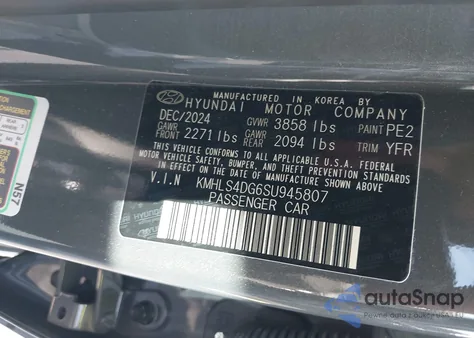 MANUFACTURED IN KOREA BY
HYUNDAI MOTOR COMPANY
DEC/2024 GVWR 3858 lbs PAINT PE2
GAWR FRONT 2271 lbs GAWR REAR 2094 lbs TRIM YFR
THIS VEHICLE CONFORMS TO ALL APPLICABLE U.S.A. FEDERAL
MOTOR VEHICLE SAFETY, BUMPER, AND THEFT PREVENTION
STANDARDS IN EFFECT ON THE DATE OF MANUFACTURE SHOWN ABOVE.
V.I.N KMHLS4DG6SU945807
PASSENGER CAR
N57
autoSnap